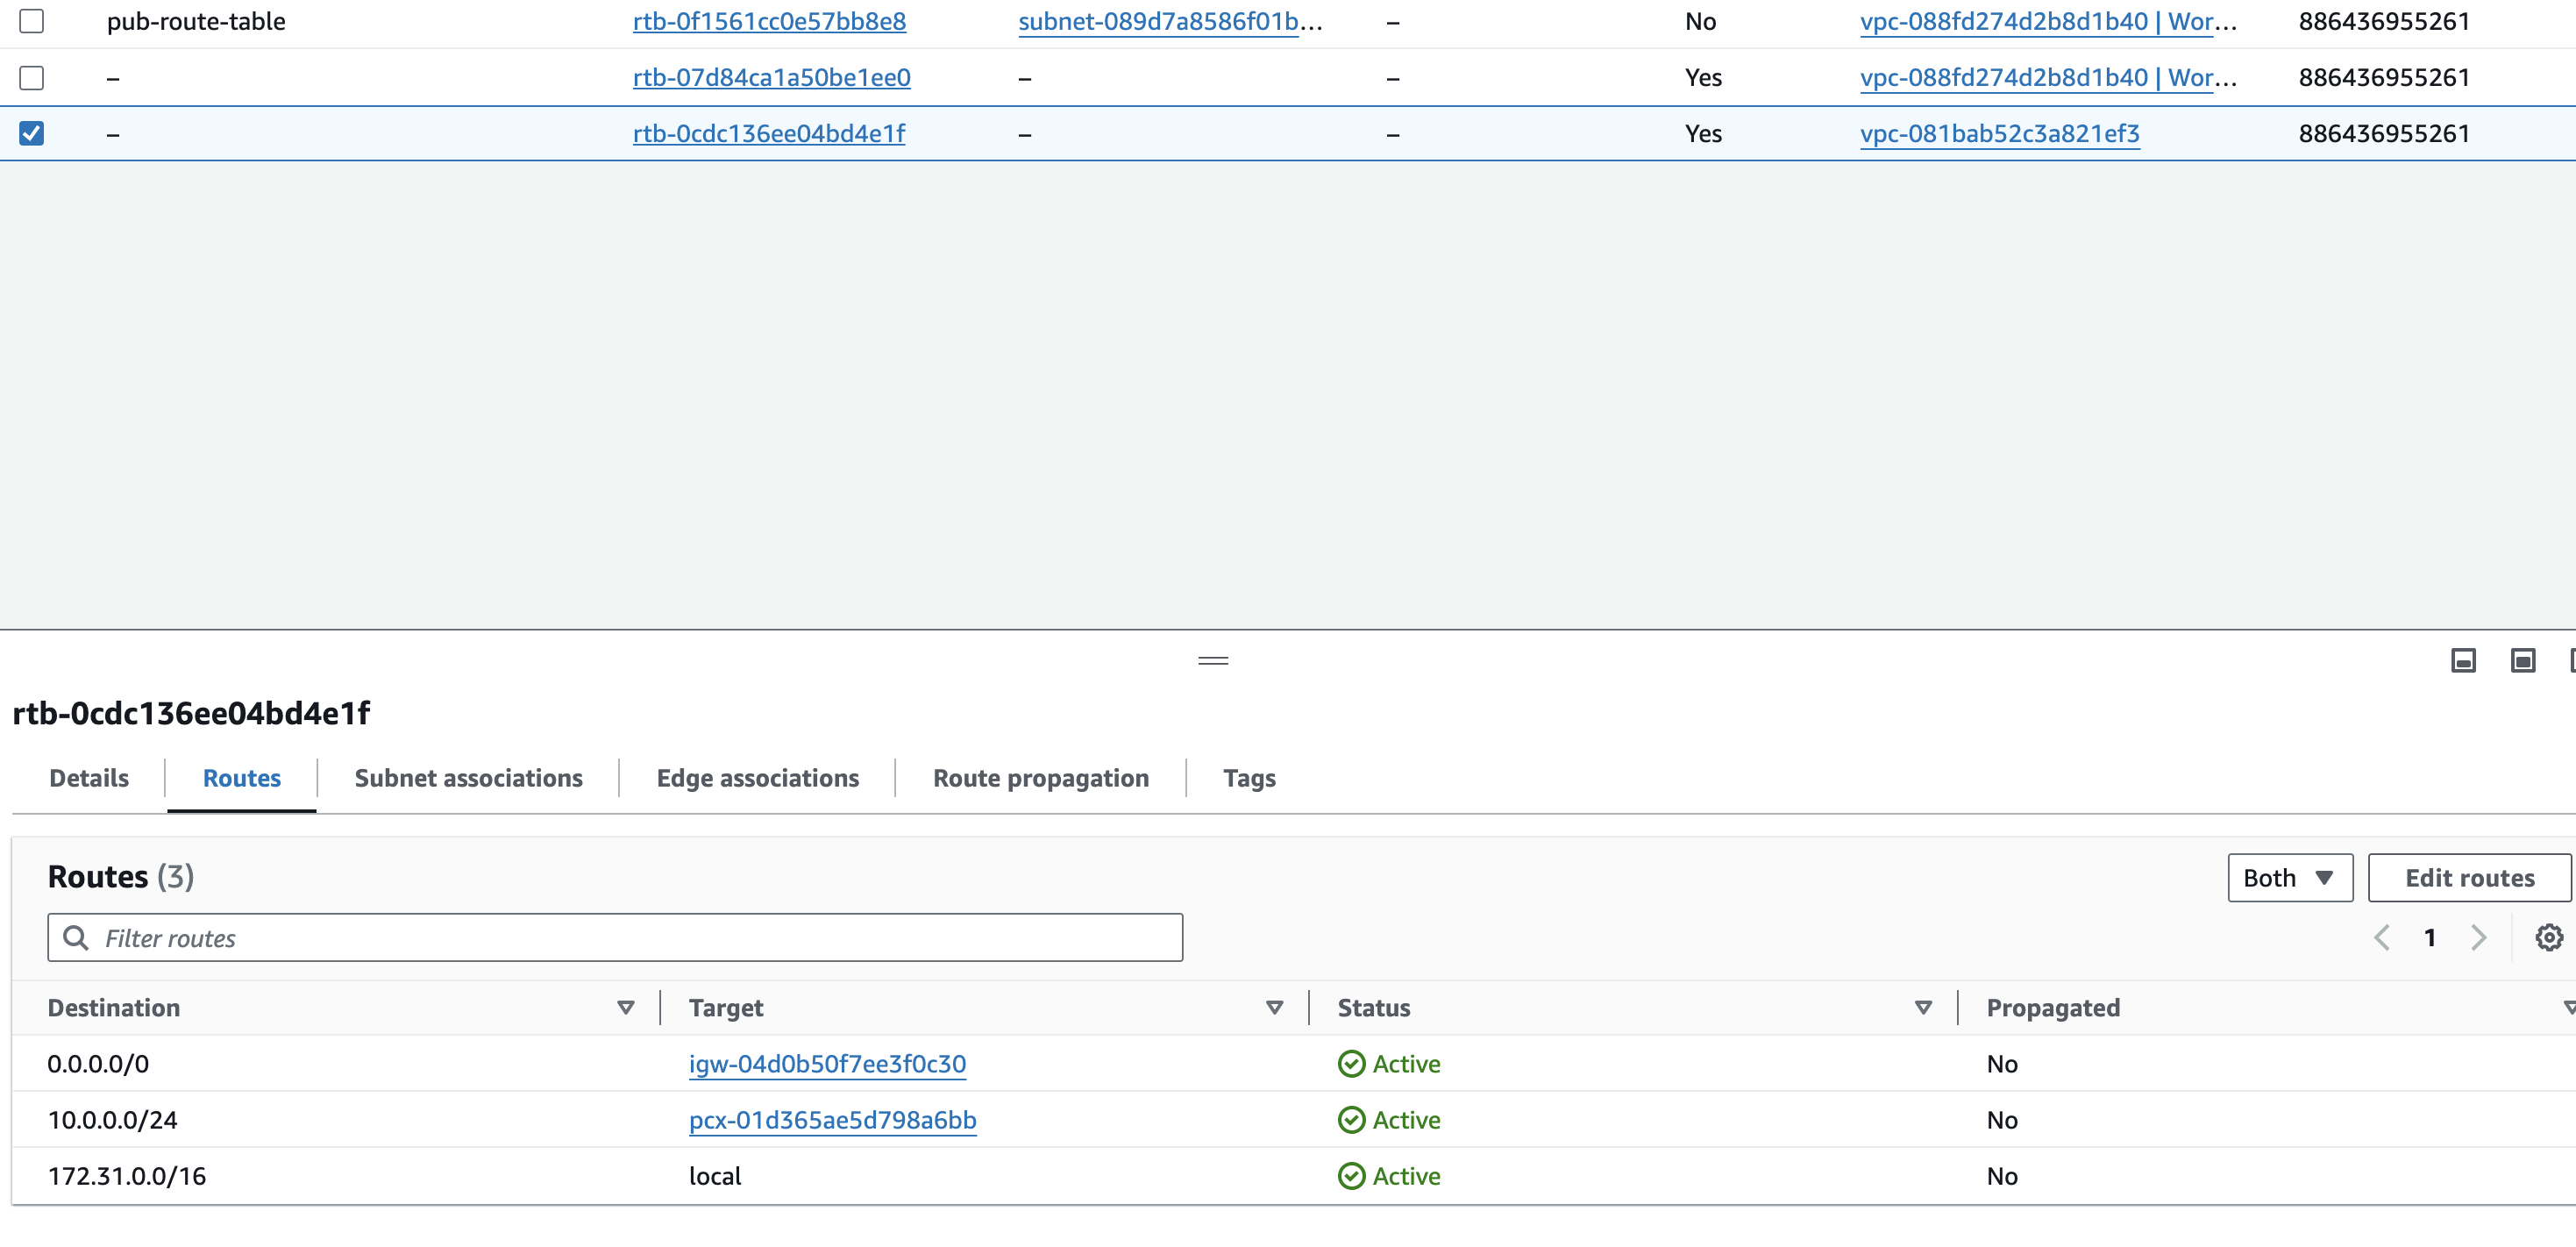 pub-route-table rtb-0f1561cc0e57bb8e8 subnet-089d7a8586f01b... – No vpc-088fd274d2b8d1b40 | Wor... 886436955261
– rtb-07d84ca1a50be1ee0 – – Yes vpc-088fd274d2b8d1b40 | Wor... 886436955261
– rtb-0cdc136ee04bd4e1f – – Yes vpc-081bab52c3a821ef3 886436955261
rtb-0cdc136ee04bd4e1f
Details Routes Subnet associations Edge associations Route propagation Tags
Routes (3) Both Edit routes
Filter routes 1
Destination Target Status Propagated
0.0.0.0/0 igw-04d0b50f7ee3f0c30 Active No
10.0.0.0/24 pcx-01d365ae5d798a6bb Active No
172.31.0.0/16 local Active No